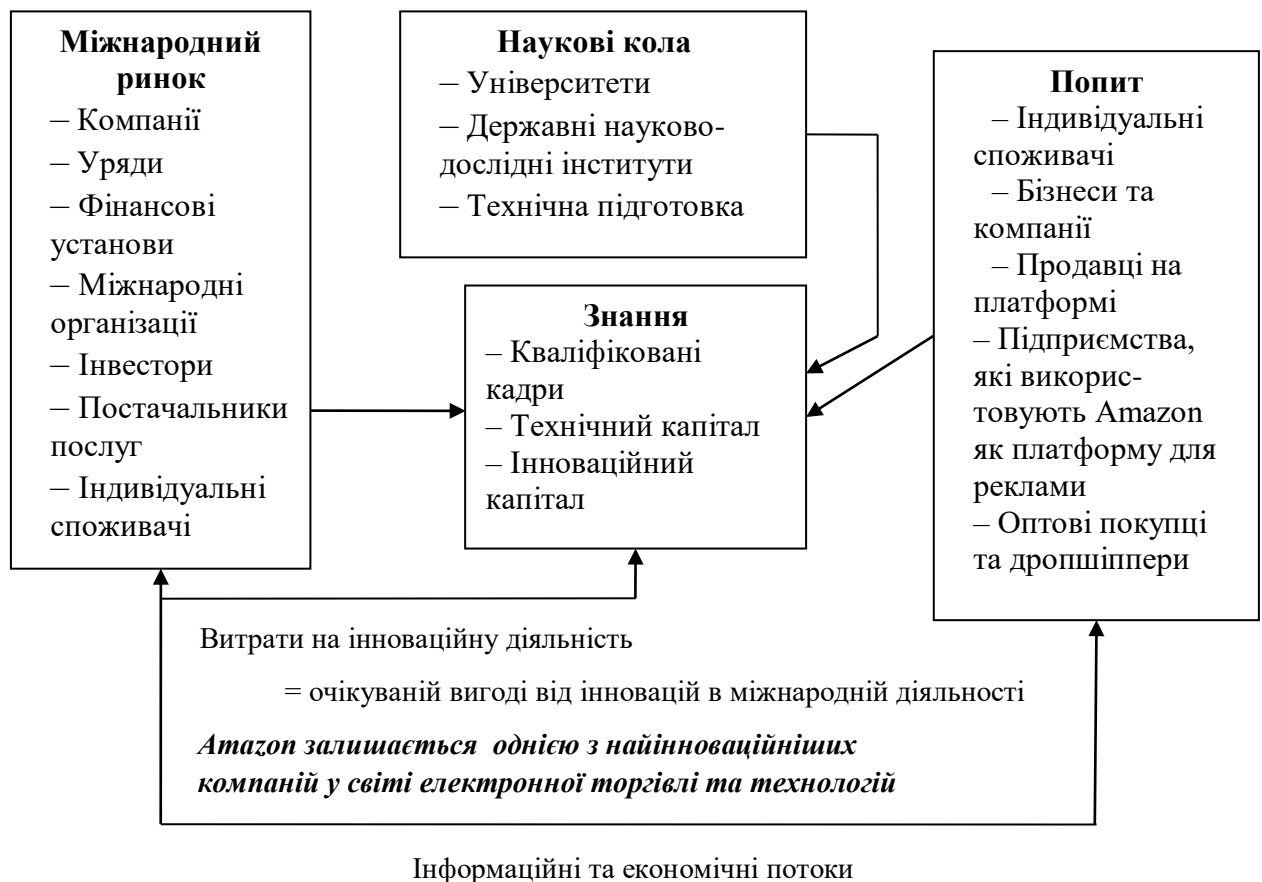 Міжнародний
ринок
– Компанії
– Уряди
– Фінансові
установи
– Міжнародні
організації
– Інвестори
– Постачальники
послуг
– Індивідуальні
споживачі
Наукові кола
– Університети
– Державні науково-
дослідні інститути
– Технічна підготовка
Знання
– Кваліфіковані
кадри
– Технічний капітал
– Інноваційний
капітал
Попит
– Індивідуальні
споживачі
– Бізнеси та
компанії
– Продавці на
платформі
– Підприємства,
які викорис-
товують Amazon
як платформу для
реклами
– Оптові покупці
та дропшіппери
Витрати на інноваційну діяльність
= очікуваній вигоді від інновацій в міжнародній діяльності
Amazon залишається однією з найінноваційніших
компаній у світі електронної торгівлі та технологій
Інформаційні та економічні потоки